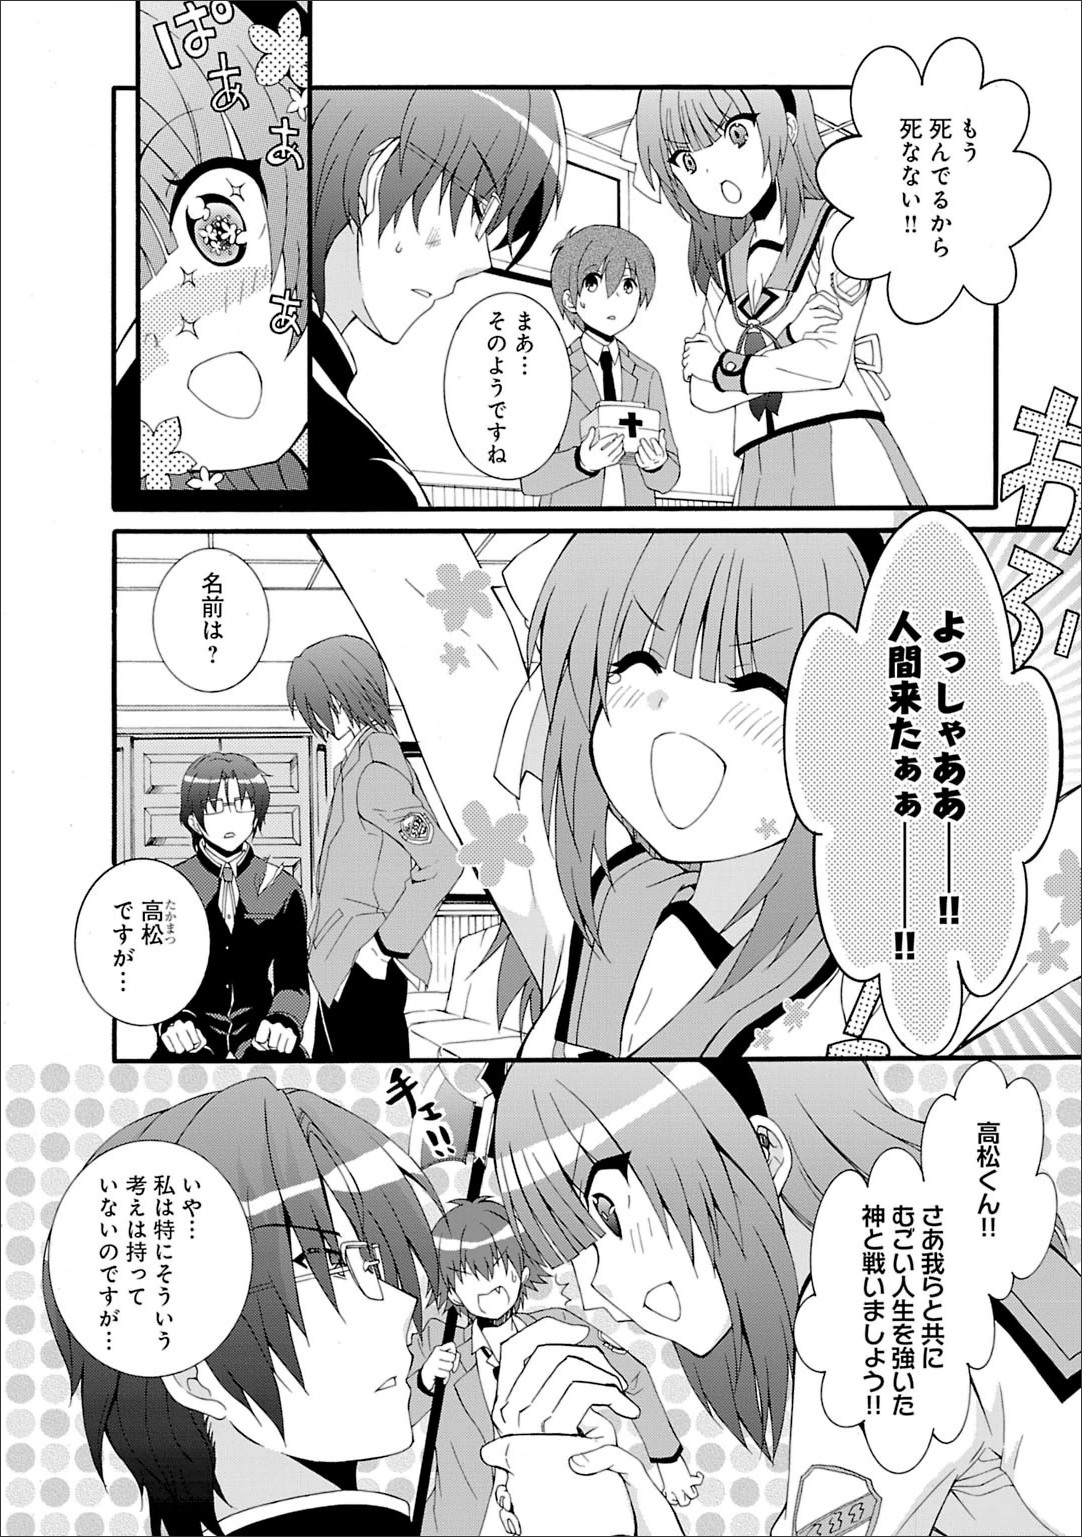 もう
死んでるから
死なない!!
まあ…
そのようですね
ぱあぁぁぁ
わぷっ
よっしゃああ――!!
人間来たぁぁ――!!
名前は?
高松
たかまつ
ですが…
高松くん!!
さあ我らと共に
むごい人生を強いた
神と戦いましょう!!
チェ!!
いや…
私は特にそういう
考えは持って
いないのですが…